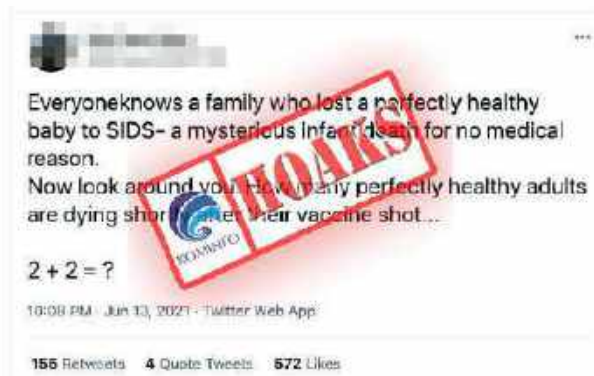 Everyoneknows a family who lost a perfectly healthy
baby to SIDS- a mysterious infant death for no medical
reason.
Now look around you. How many perfectly healthy adults
are dying shortly after their vaccine shot...
HOAKS
KOMINFO
2 + 2 = ?
10:08 PM · Jun 13, 2021 · Twitter Web App
155 Retweets 4 Quote Tweets 572 Likes